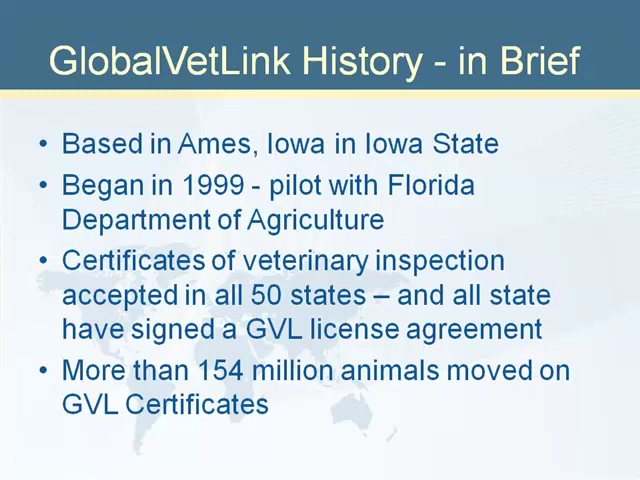 GlobalVetLink History - in Brief
• Based in Ames, Iowa in Iowa State
• Began in 1999 - pilot with Florida
Department of Agriculture
• Certificates of veterinary inspection
accepted in all 50 states – and all state
have signed a GVL license agreement
• More than 154 million animals moved on
GVL Certificates